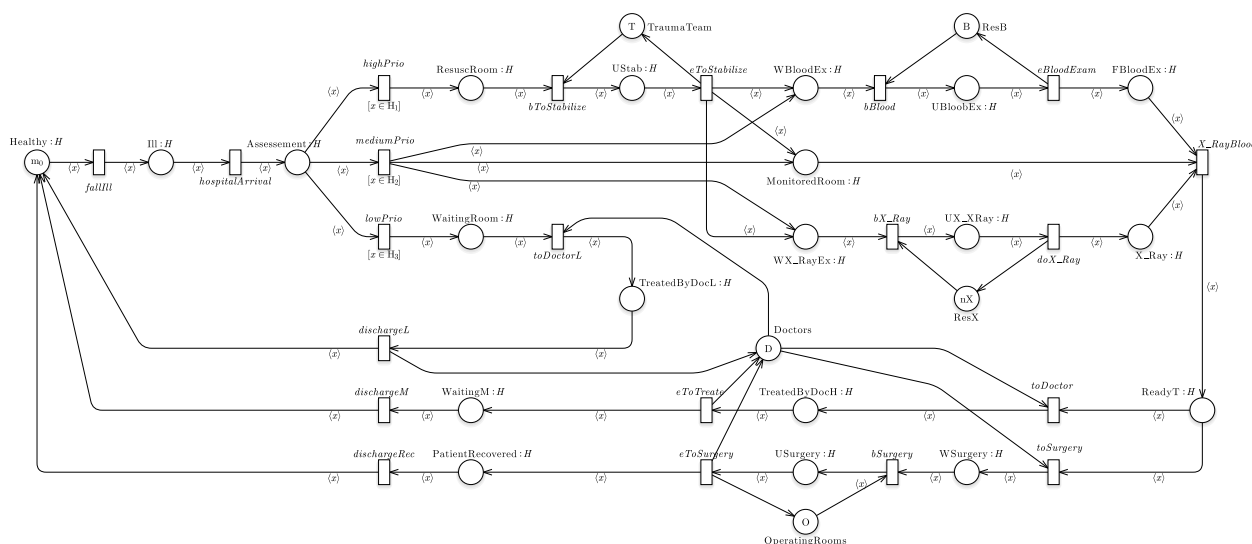 T TraumaTeam
B ResB
highPrio
ResuscRoom : H
UStab : H
eToStabilize
WBloodEx : H
eBloodExam
FBloodEx : H
⟨x⟩ ⟨x⟩ ⟨x⟩ ⟨x⟩ ⟨x⟩ ⟨x⟩ ⟨x⟩ ⟨x⟩ ⟨x⟩ ⟨x⟩ ⟨x⟩
[x ∈ H₁]
bToStabilize
bBlood
UBloobEx : H
⟨x⟩
Healthy : H
Ill : H
Assessement : H
mediumPrio
⟨x⟩
⟨x⟩
X_RayBlood
m₀
⟨x⟩ ⟨x⟩ ⟨x⟩ ⟨x⟩ ⟨x⟩ ⟨x⟩
fallIll
hospitalArrival
[x ∈ H₂]
⟨x⟩
MonitoredRoom : H
⟨x⟩
⟨x⟩
lowPrio
WaitingRoom : H
bX_Ray
UX_XRay : H
⟨x⟩
⟨x⟩ ⟨x⟩ ⟨x⟩ ⟨x⟩ ⟨x⟩ ⟨x⟩ ⟨x⟩ ⟨x⟩ ⟨x⟩
[x ∈ H₃]
toDoctorL
WX_RayEx : H
doX_Ray
X_Ray : H
TreatedByDocL : H
⟨x⟩
nX
ResX
dischargeL
Doctors
⟨x⟩ ⟨x⟩
D
dischargeM
WaitingM : H
eToTreate
TreatedByDocH : H
toDoctor
ReadyT : H
⟨x⟩ ⟨x⟩ ⟨x⟩ ⟨x⟩ ⟨x⟩ ⟨x⟩
dischargeRec
PatientRecovered : H
eToSurgery
USurgery : H
bSurgery
WSurgery : H
toSurgery
⟨x⟩ ⟨x⟩ ⟨x⟩ ⟨x⟩ ⟨x⟩ ⟨x⟩ ⟨x⟩ ⟨x⟩
O
OperatingRooms